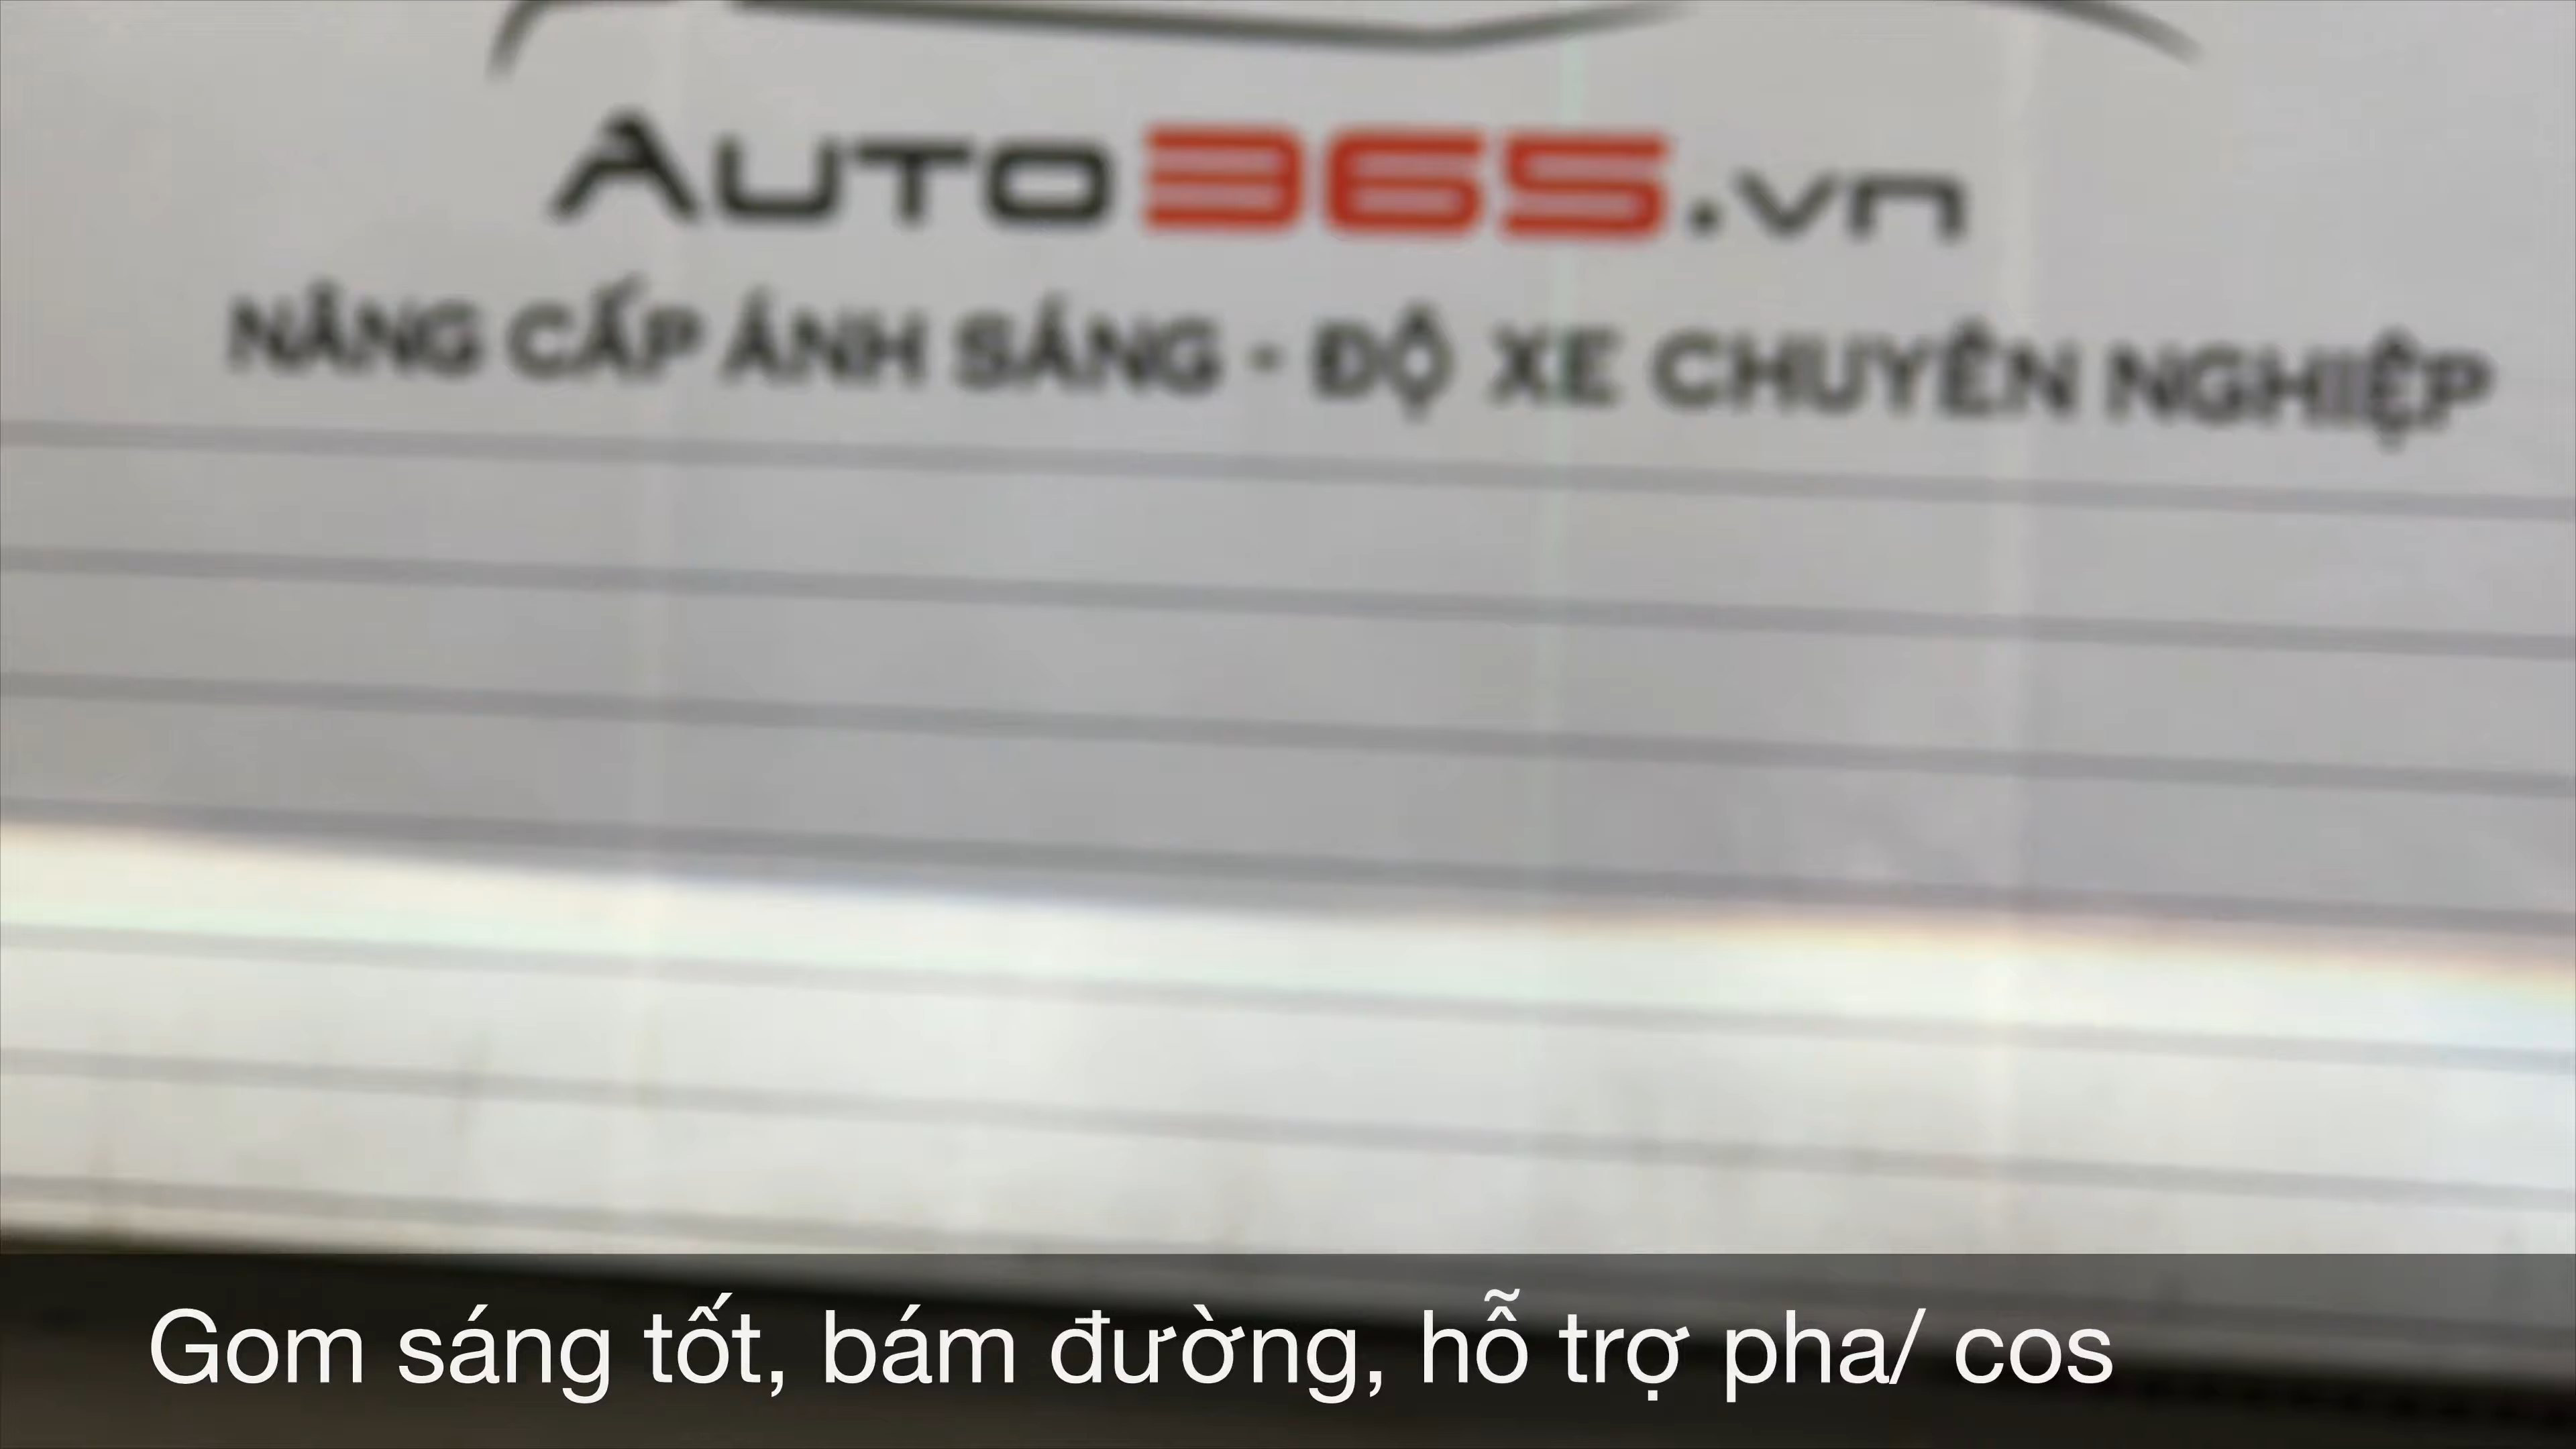 AUTO365.vn
NÂNG CẤP ÁNH SÁNG - ĐỘ XE CHUYÊN NGHIỆP
Gom sáng tốt, bám đường, hỗ trợ pha/ cos